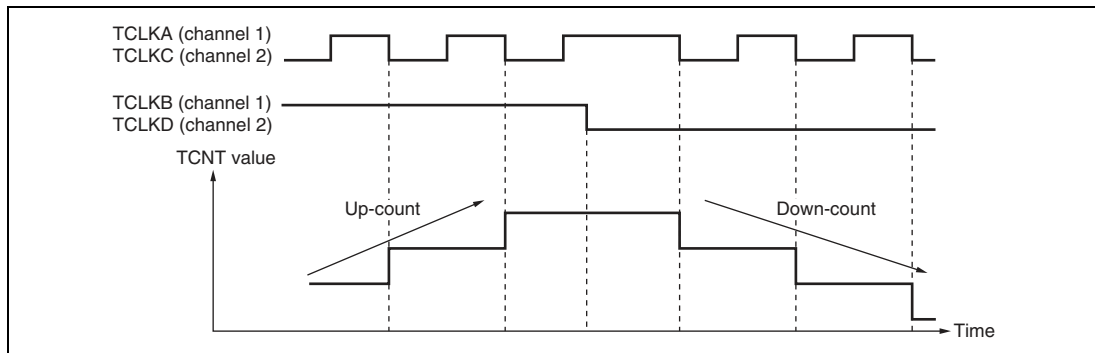 TCLKA (channel 1)
TCLKC (channel 2)
TCLKB (channel 1)
TCLKD (channel 2)
TCNT value
Up-count
Down-count
Time